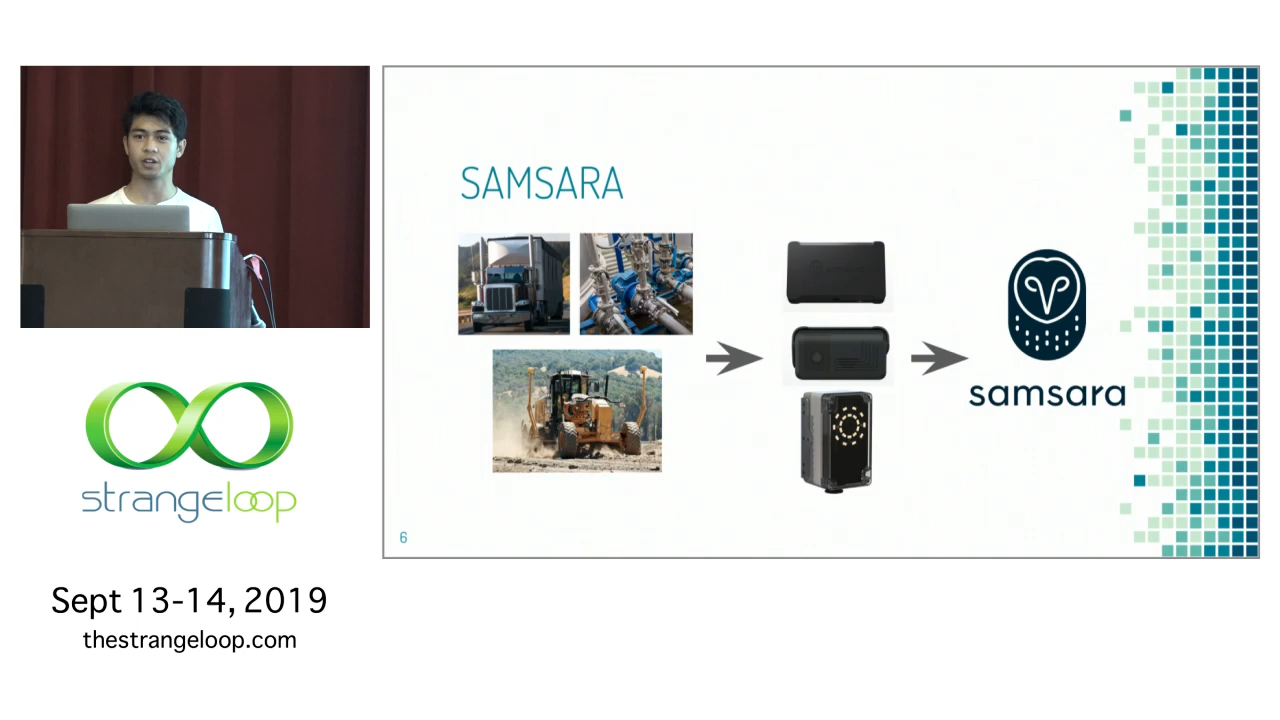 SAMSARA
samsara
6
strangeloop
Sept 13-14, 2019
thestrangeloop.com